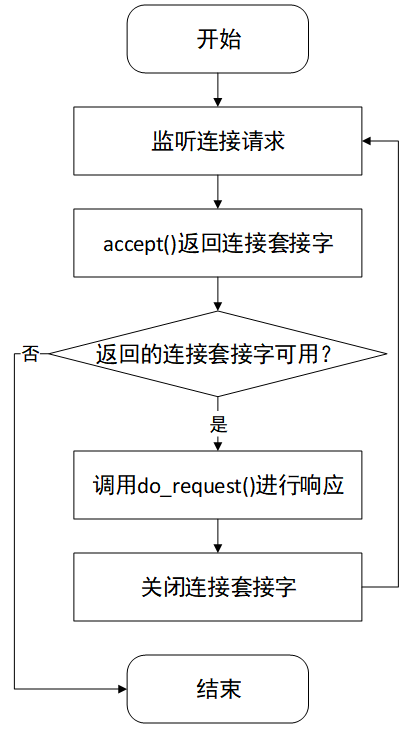 开始
监听连接请求
accept()返回连接套接字
返回的连接套接字可用？
否
是
调用do_request()进行响应
关闭连接套接字
结束